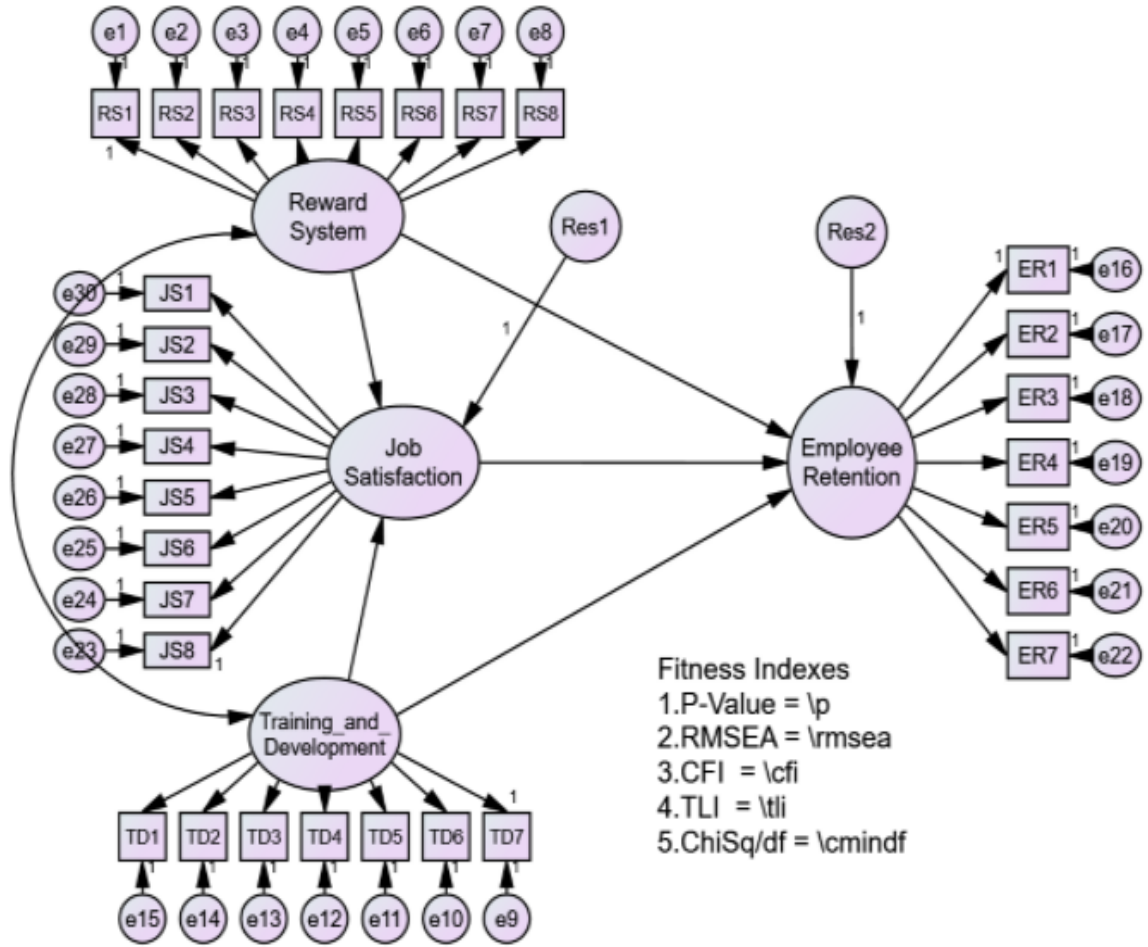 e1 e2 e3 e4 e5 e6 e7 e8
1 1 1 1 1 1 1 1
RS1 RS2 RS3 RS4 RS5 RS6 RS7 RS8
1
Reward
System
Res1
Res2
1
1
e30 1 JS1
e29 1 JS2
e28 1 JS3
e27 1 JS4
e26 1 JS5
e25 1 JS6
e24 1 JS7
e23 1 JS8
1
Job
Satisfaction
Employee
Retention
1 ER1 1 e16
ER2 1 e17
ER3 1 e18
ER4 1 e19
ER5 1 e20
ER6 1 e21
ER7 1 e22
Training_and_
Development
1
TD1 TD2 TD3 TD4 TD5 TD6 TD7
1 1 1 1 1 1 1
e15 e14 e13 e12 e11 e10 e9
Fitness Indexes
1.P-Value = \p
2.RMSEA = \rmsea
3.CFI = \cfi
4.TLI = \tli
5.ChiSq/df = \cmindf